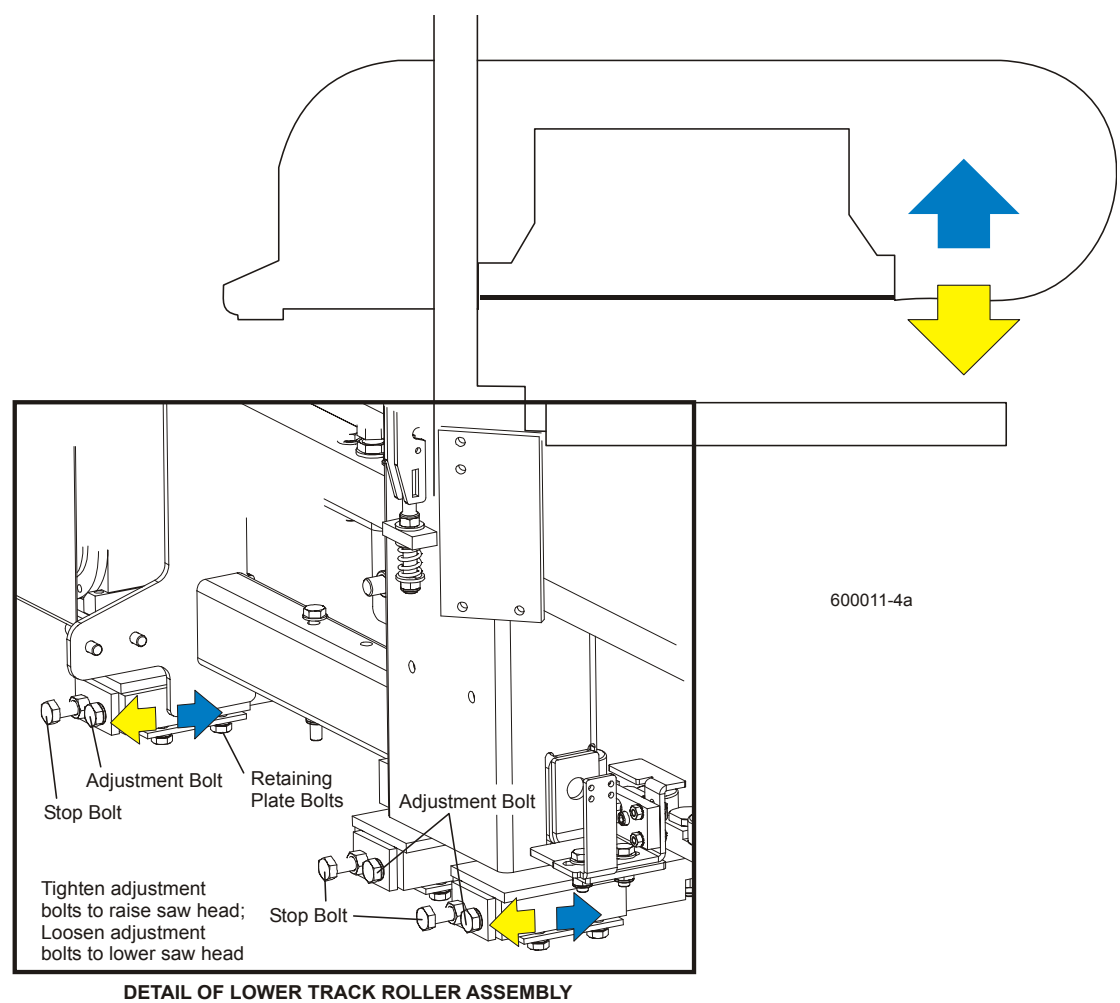 600011-4a
Adjustment Bolt
Retaining
Plate Bolts
Stop Bolt
Adjustment Bolt
Tighten adjustment
bolts to raise saw head;
Loosen adjustment
bolts to lower saw head
Stop Bolt
DETAIL OF LOWER TRACK ROLLER ASSEMBLY